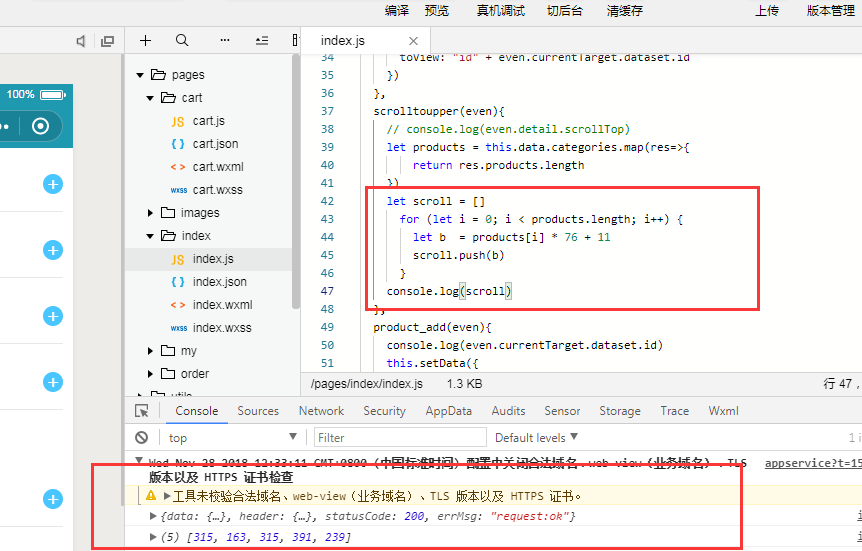 编译 预览 真机调试 切后台 清缓存 上传 版本管理
index.js
100%
pages
cart
JS cart.js
{ } cart.json
< > cart.wxml
wxss cart.wxss
images
index
JS index.js
{ } index.json
< > index.wxml
wxss index.wxss
my
order
utils
34 toView: "id" + even.currentTarget.dataset.id
35 })
36 },
37 scrolltoupper(even){
38 // console.log(even.detail.scrollTop)
39 let products = this.data.categories.map(res=>{
40 return res.products.length
41 })
42 let scroll = []
43 for (let i = 0; i < products.length; i++) {
44 let b = products[i] * 76 + 11
45 scroll.push(b)
46 }
47 console.log(scroll)
48 },
49 product_add(even){
50 console.log(even.currentTarget.dataset.id)
51 this.setData({
/pages/index/index.js 1.3 KB 行 47,
Console Sources Network Security AppData Audits Sensor Storage Trace Wxml
top Filter Default levels 1 i
Wed Nov 28 2018 12:33:11 GMT+0800 (中国标准时间) 配置中关闭合法域名、web-view（业务域名）、TLS appservice?t=15
版本以及 HTTPS 证书检查
工具未校验合法域名、web-view（业务域名）、TLS 版本以及 HTTPS 证书。
{data: {…}, header: {…}, statusCode: 200, errMsg: "request:ok"} i
(5) [315, 163, 315, 391, 239] i